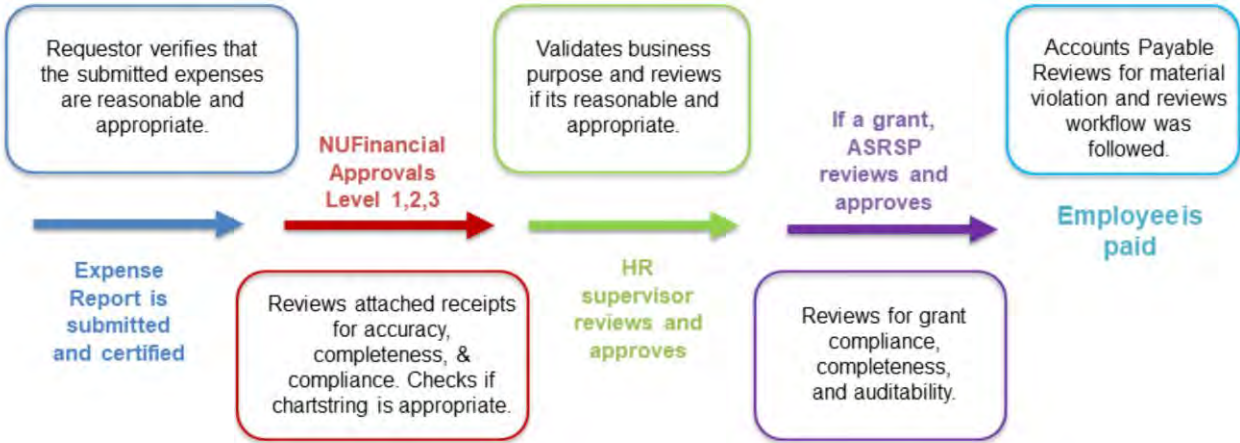 Requestor verifies that
the submitted expenses
are reasonable and
appropriate.
Expense
Report is
submitted
and certified
NUFinancial
Approvals
Level 1,2,3
Reviews attached receipts
for accuracy,
completeness, &
compliance. Checks if
chartstring is appropriate.
Validates business
purpose and reviews
if its reasonable and
appropriate.
HR
supervisor
reviews and
approves
If a grant,
ASRSP
reviews and
approves
Reviews for grant
compliance,
completeness,
and auditability.
Accounts Payable
Reviews for material
violation and reviews
workflow was
followed.
Employee is
paid